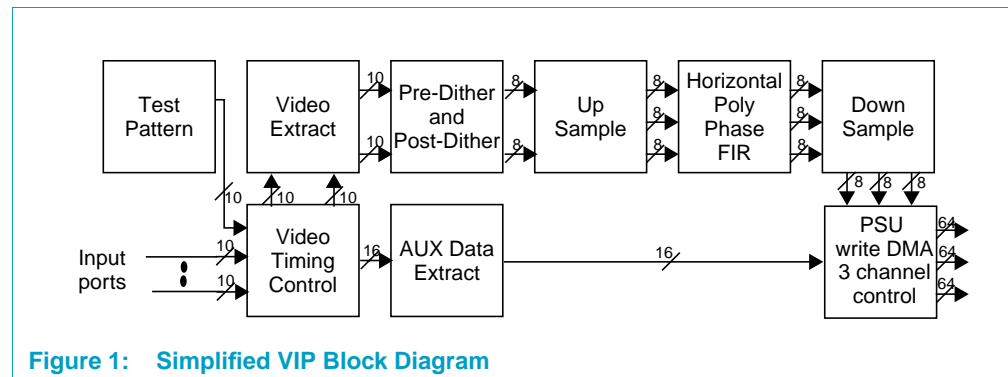 Test
Pattern
Video
Extract
10
10
Pre-Dither
and
Post-Dither
8
8
Up
Sample
8
8
8
Horizontal
Poly
Phase
FIR
8
8
8
Down
Sample
10
10
10
8
8
8
Input
ports
10
10
Video
Timing
Control
16
AUX Data
Extract
16
PSU
write DMA
3 channel
control
64
64
64
Figure 1: Simplified VIP Block Diagram